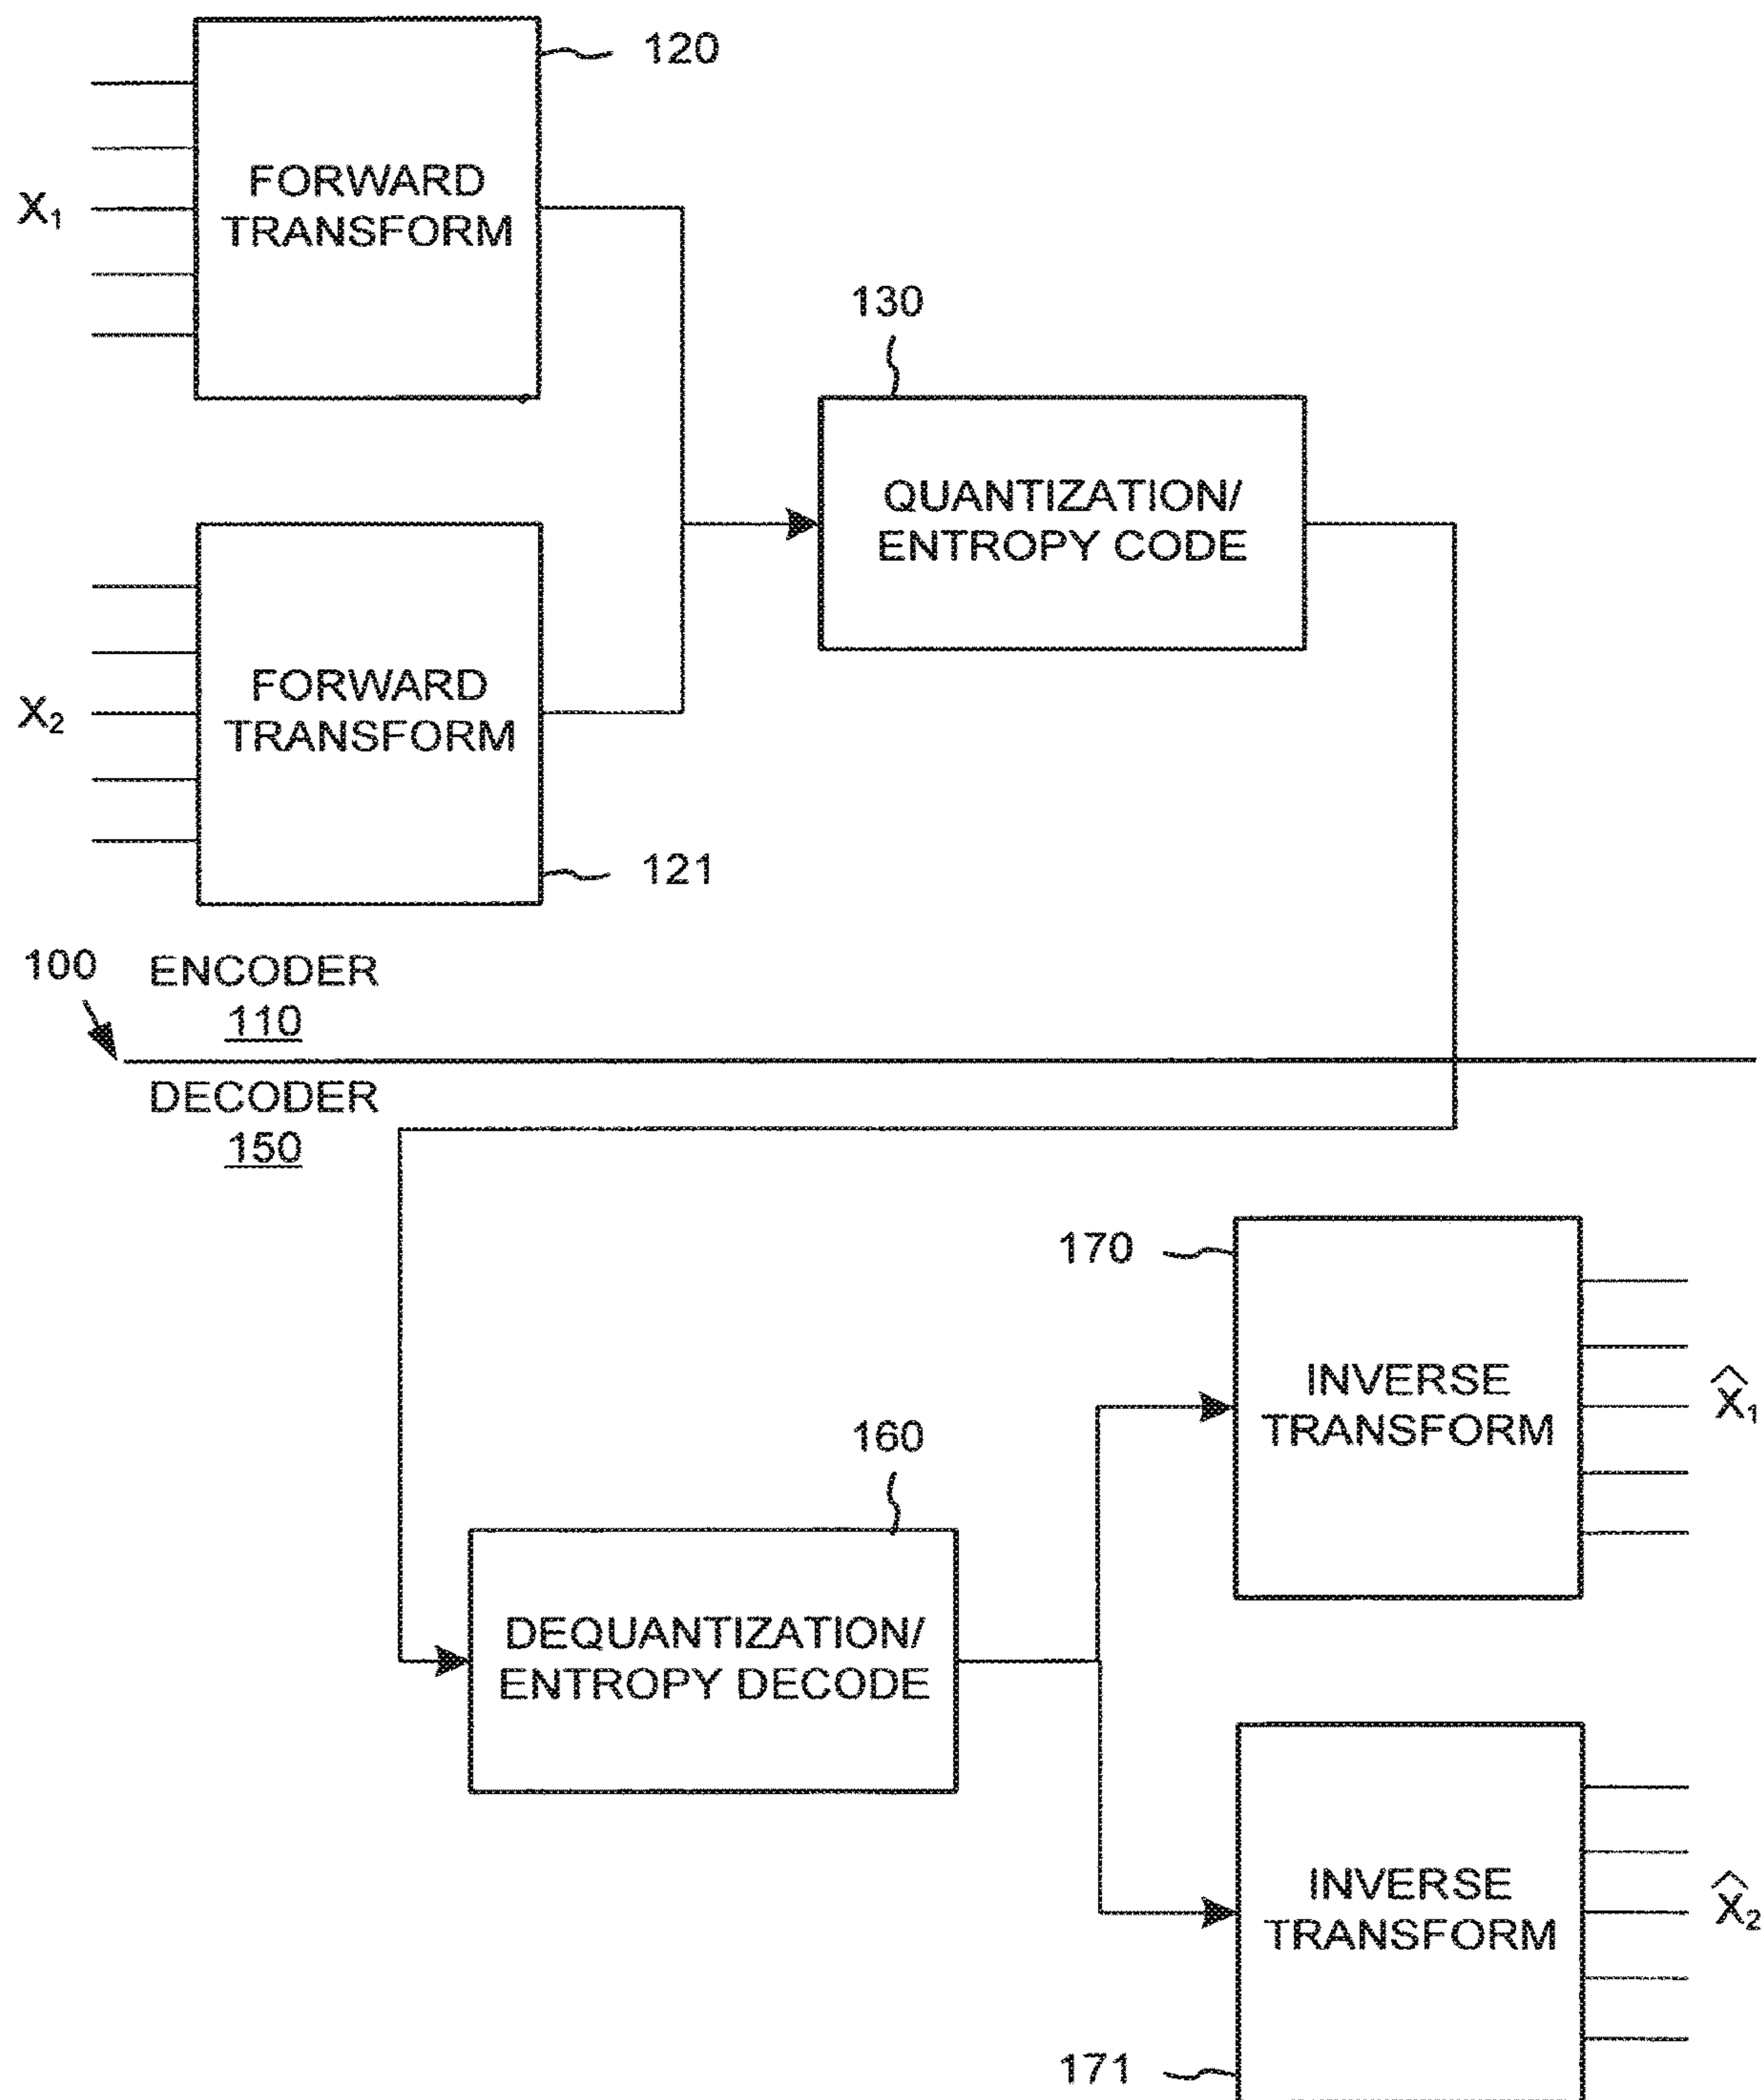 120
FORWARD
TRANSFORM
X₁
130
QUANTIZATION/
ENTROPY CODE
FORWARD
TRANSFORM
X₂
121
100
ENCODER
110
DECODER
150
170
INVERSE
TRANSFORM
X̂₁
160
DEQUANTIZATION/
ENTROPY DECODE
INVERSE
TRANSFORM
X̂₂
171